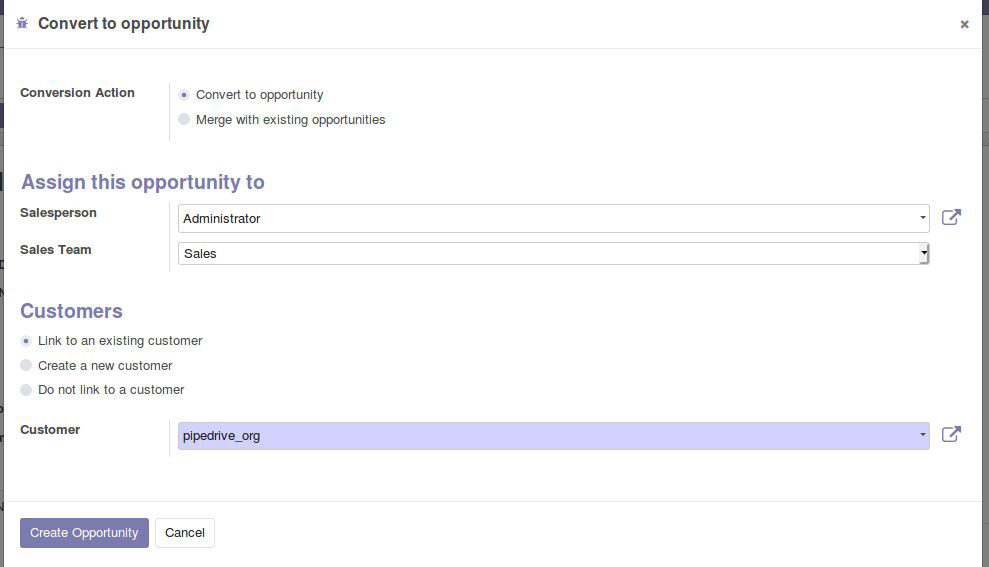 Convert to opportunity
×
Conversion Action
Convert to opportunity
Merge with existing opportunities
Assign this opportunity to
Salesperson
Administrator
Sales Team
Sales
Customers
Link to an existing customer
Create a new customer
Do not link to a customer
Customer
pipedrive_org
Create Opportunity
Cancel